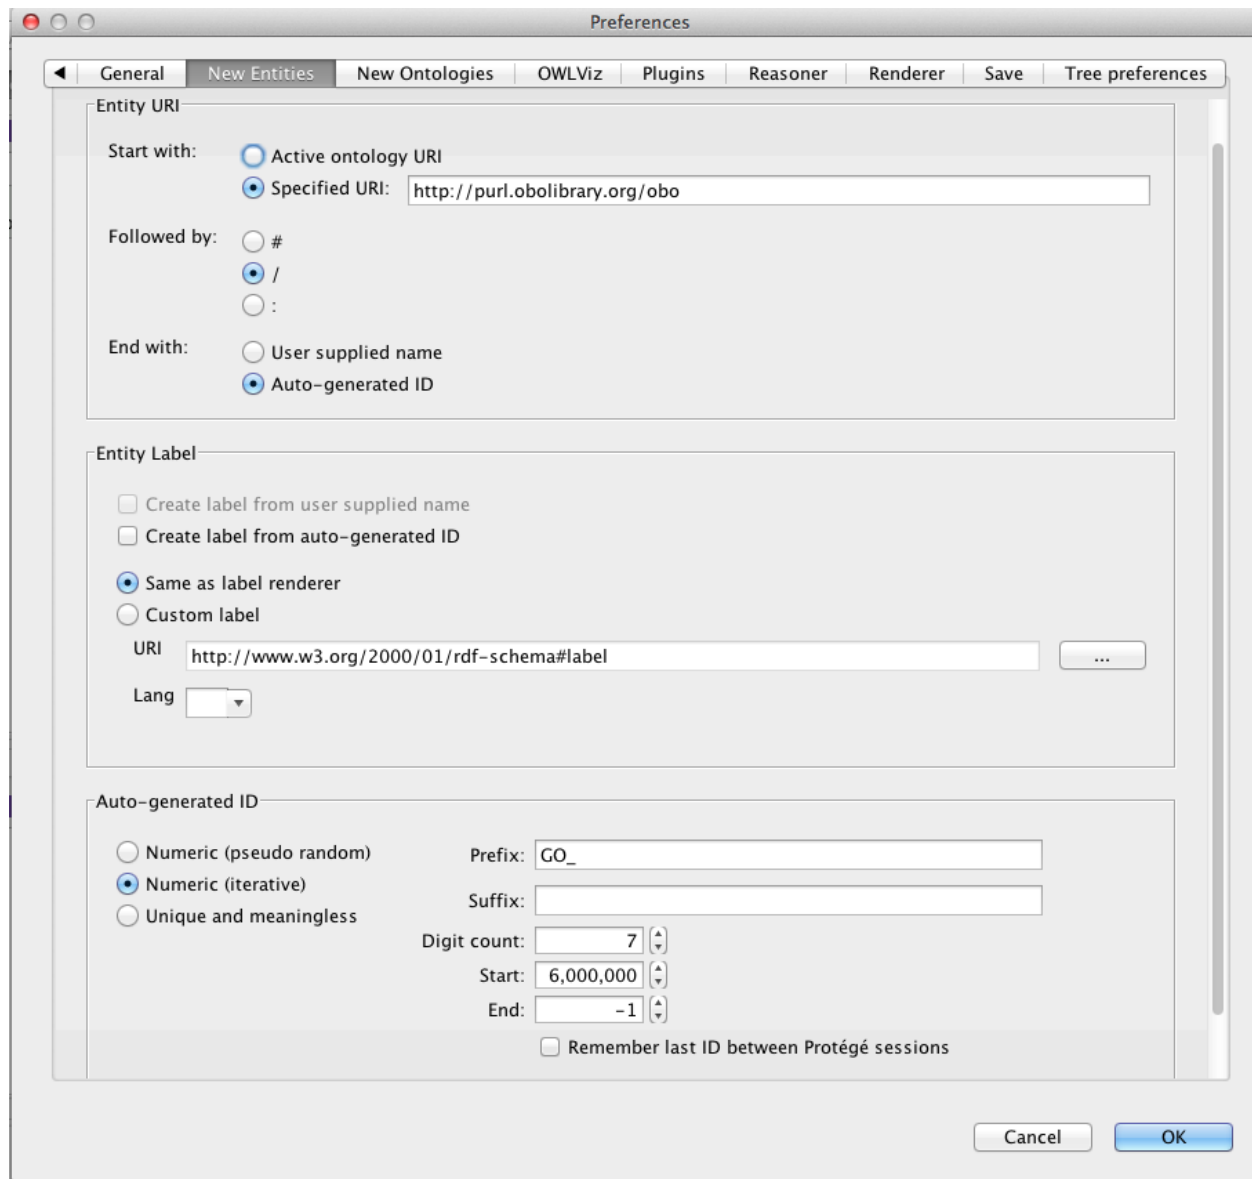 Preferences
General New Entities New Ontologies OWLViz Plugins Reasoner Renderer Save Tree preferences
Entity URI
Start with: Active ontology URI
Specified URI: http://purl.obolibrary.org/obo
Followed by: #
/
:
End with: User supplied name
Auto-generated ID
Entity Label
Create label from user supplied name
Create label from auto-generated ID
Same as label renderer
Custom label
URI http://www.w3.org/2000/01/rdf-schema#label ...
Lang
Auto-generated ID
Numeric (pseudo random) Prefix: GO_
Numeric (iterative)
Suffix:
Unique and meaningless
Digit count: 7
Start: 6,000,000
End: -1
Remember last ID between Protégé sessions
Cancel OK